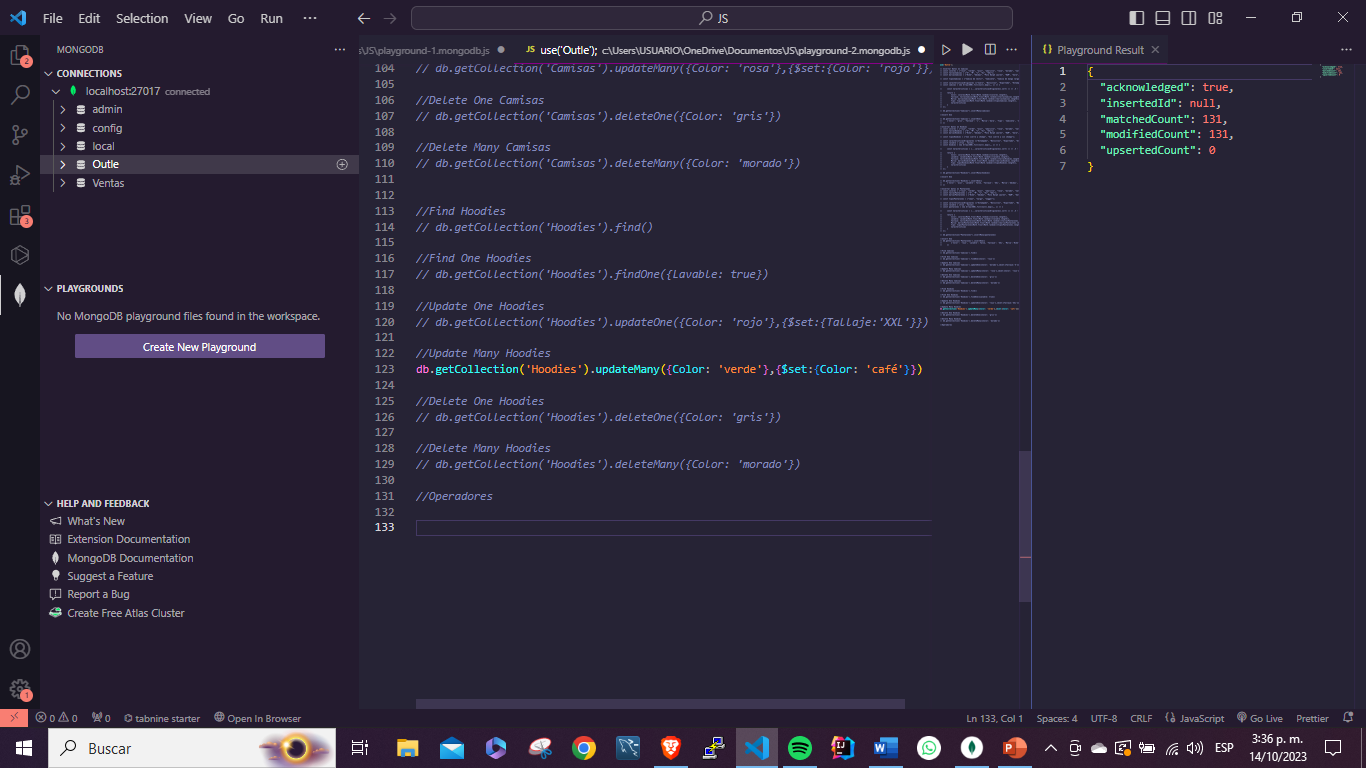 File Edit Selection View Go Run ···
JS
MONGODB ···
CONNECTIONS
localhost:27017 connected
admin
config
local
Outle
Ventas
PLAYGROUNDS
No MongoDB playground files found in the workspace.
Create New Playground
HELP AND FEEDBACK
What's New
Extension Documentation
MongoDB Documentation
Suggest a Feature
Report a Bug
Create Free Atlas Cluster
s\JS\playground-1.mongodb.js
JS use('Outle'); c:\Users\USUARIO\OneDrive\Documentos\JS\playground-2.mongodb.js
104 // db.getCollection('Camisas').updateMany({Color: 'rosa'},{$set:{Color: 'rojo'}},
105
106 //Delete One Camisas
107 // db.getCollection('Camisas').deleteOne({Color: 'gris'})
108
109 //Delete Many Camisas
110 // db.getCollection('Camisas').deleteMany({Color: 'morado'})
111
112
113 //Find Hoodies
114 // db.getCollection('Hoodies').find()
115
116 //Find One Hoodies
117 // db.getCollection('Hoodies').findOne({Lavable: true})
118
119 //Update One Hoodies
120 // db.getCollection('Hoodies').updateOne({Color: 'rojo'},{$set:{Tallaje:'XXL'}})
121
122 //Update Many Hoodies
123 db.getCollection('Hoodies').updateMany({Color: 'verde'},{$set:{Color: 'café'}})
124
125 //Delete One Hoodies
126 // db.getCollection('Hoodies').deleteOne({Color: 'gris'})
127
128 //Delete Many Hoodies
129 // db.getCollection('Hoodies').deleteMany({Color: 'morado'})
130
131 //Operadores
132
133
{} Playground Result
1 {
2 "acknowledged": true,
3 "insertedId": null,
4 "matchedCount": 131,
5 "modifiedCount": 131,
6 "upsertedCount": 0
7 }
2
3
1
0 0 0 tabnine starter Open In Browser
Ln 133, Col 1 Spaces: 4 UTF-8 CRLF {} JavaScript Go Live Prettier
Buscar
ESP
3:36 p. m.
14/10/2023